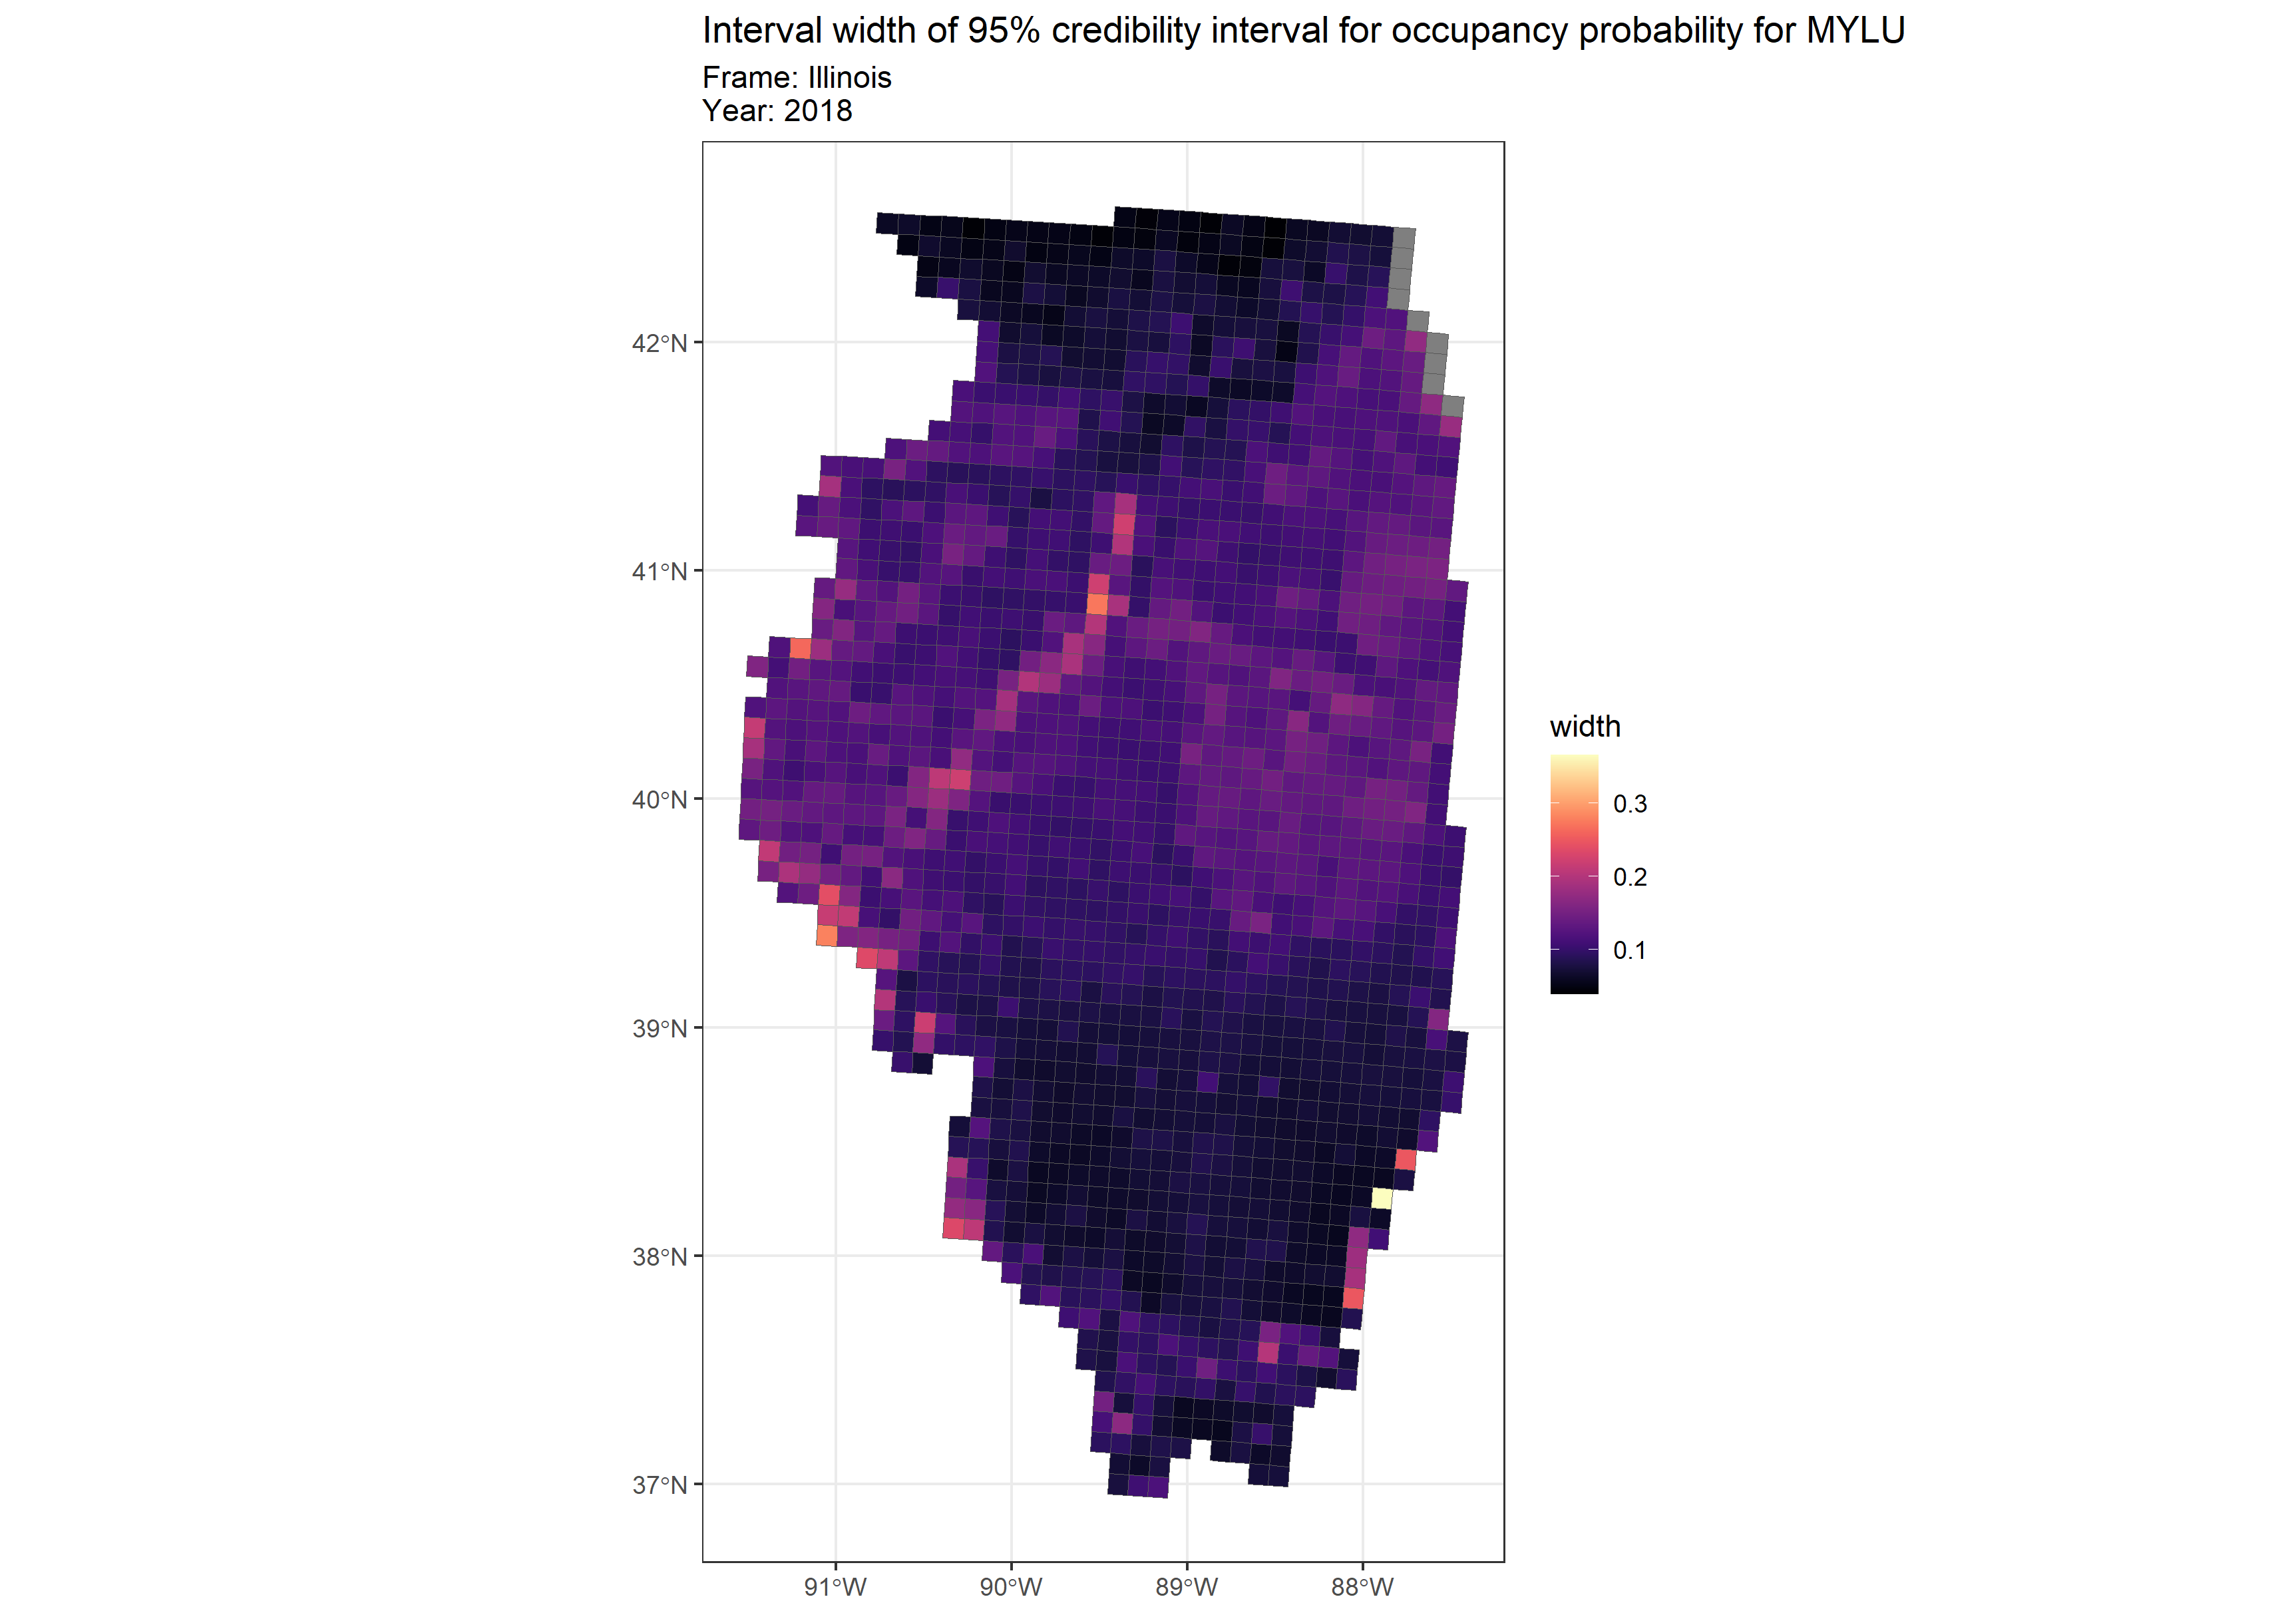 Interval width of 95% credibility interval for occupancy probability for MYLU
Frame: Illinois
Year: 2018
42°N
41°N
40°N
39°N
38°N
37°N
91°W
90°W
89°W
88°W
width
0.3
0.2
0.1